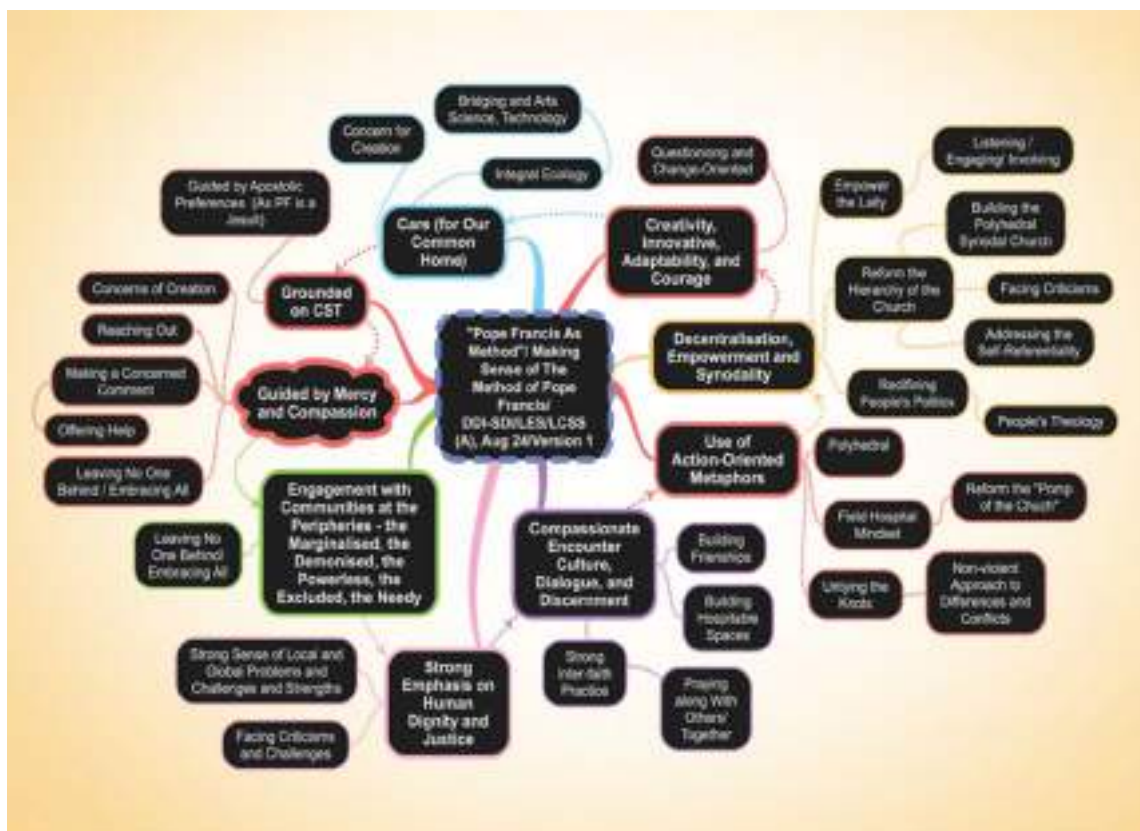 Bridging and Arts
Science, Technology
Concern for
Creation
Integral Ecology
Guided by Apostolic
Preferences (As PF is a
Jesuit)
Care (for Our
Common
Home)
Questioning and
Change-Oriented
Creativity,
Innovative,
Adaptability, and
Courage
Listening /
Engaging/ Involving
Empower
the Laity
Building the
Polyhedral
Synodal Church
Reform the
Hierarchy of the
Church
Facing Criticisms
Addressing the
Self-Referentiality
Concerns of Creation
Grounded
on CST
Reaching Out
Making a Concerned
Comment
Guided by Mercy
and Compassion
Offering Help
Leaving No One
Behind / Embracing All
"Pope Francis As
Method"/ Making
Sense of The
Method of Pope
Francis/
DDI-SDI/LES/LCSS
(A), Aug 24/Version 1
Decentralisation,
Empowerment and
Synodality
Redifining
People's Politics
People's Theology
Use of
Action-Oriented
Metaphors
Polyhedral
Field Hospital
Mindset
Reform the "Pomp
of the Chuch"
Untying the
Knots
Non-violent
Approach to
Differences and
Conflicts
Engagement with
Communities at the
Peripheries - the
Marginalised, the
Demonised, the
Powerless, the
Excluded, the Needy
Leaving No
One Behind/
Embracing All
Compassionate
Encounter
Culture,
Dialogue, and
Discernment
Building
Frienships
Building
Hospitable
Spaces
Strong
Inter-faith
Practice
Praying
along With
Others/
Together
Strong Sense of Local and
Global Problems and
Challenges and Strengths
Strong
Emphasis on
Human
Dignity and
Justice
Facing Criticisms
and Challenges